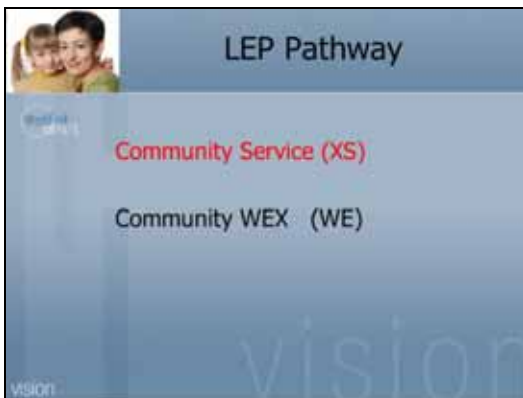 LEP Pathway
Community Service (XS)
Community WEX (WE)
vision
vision